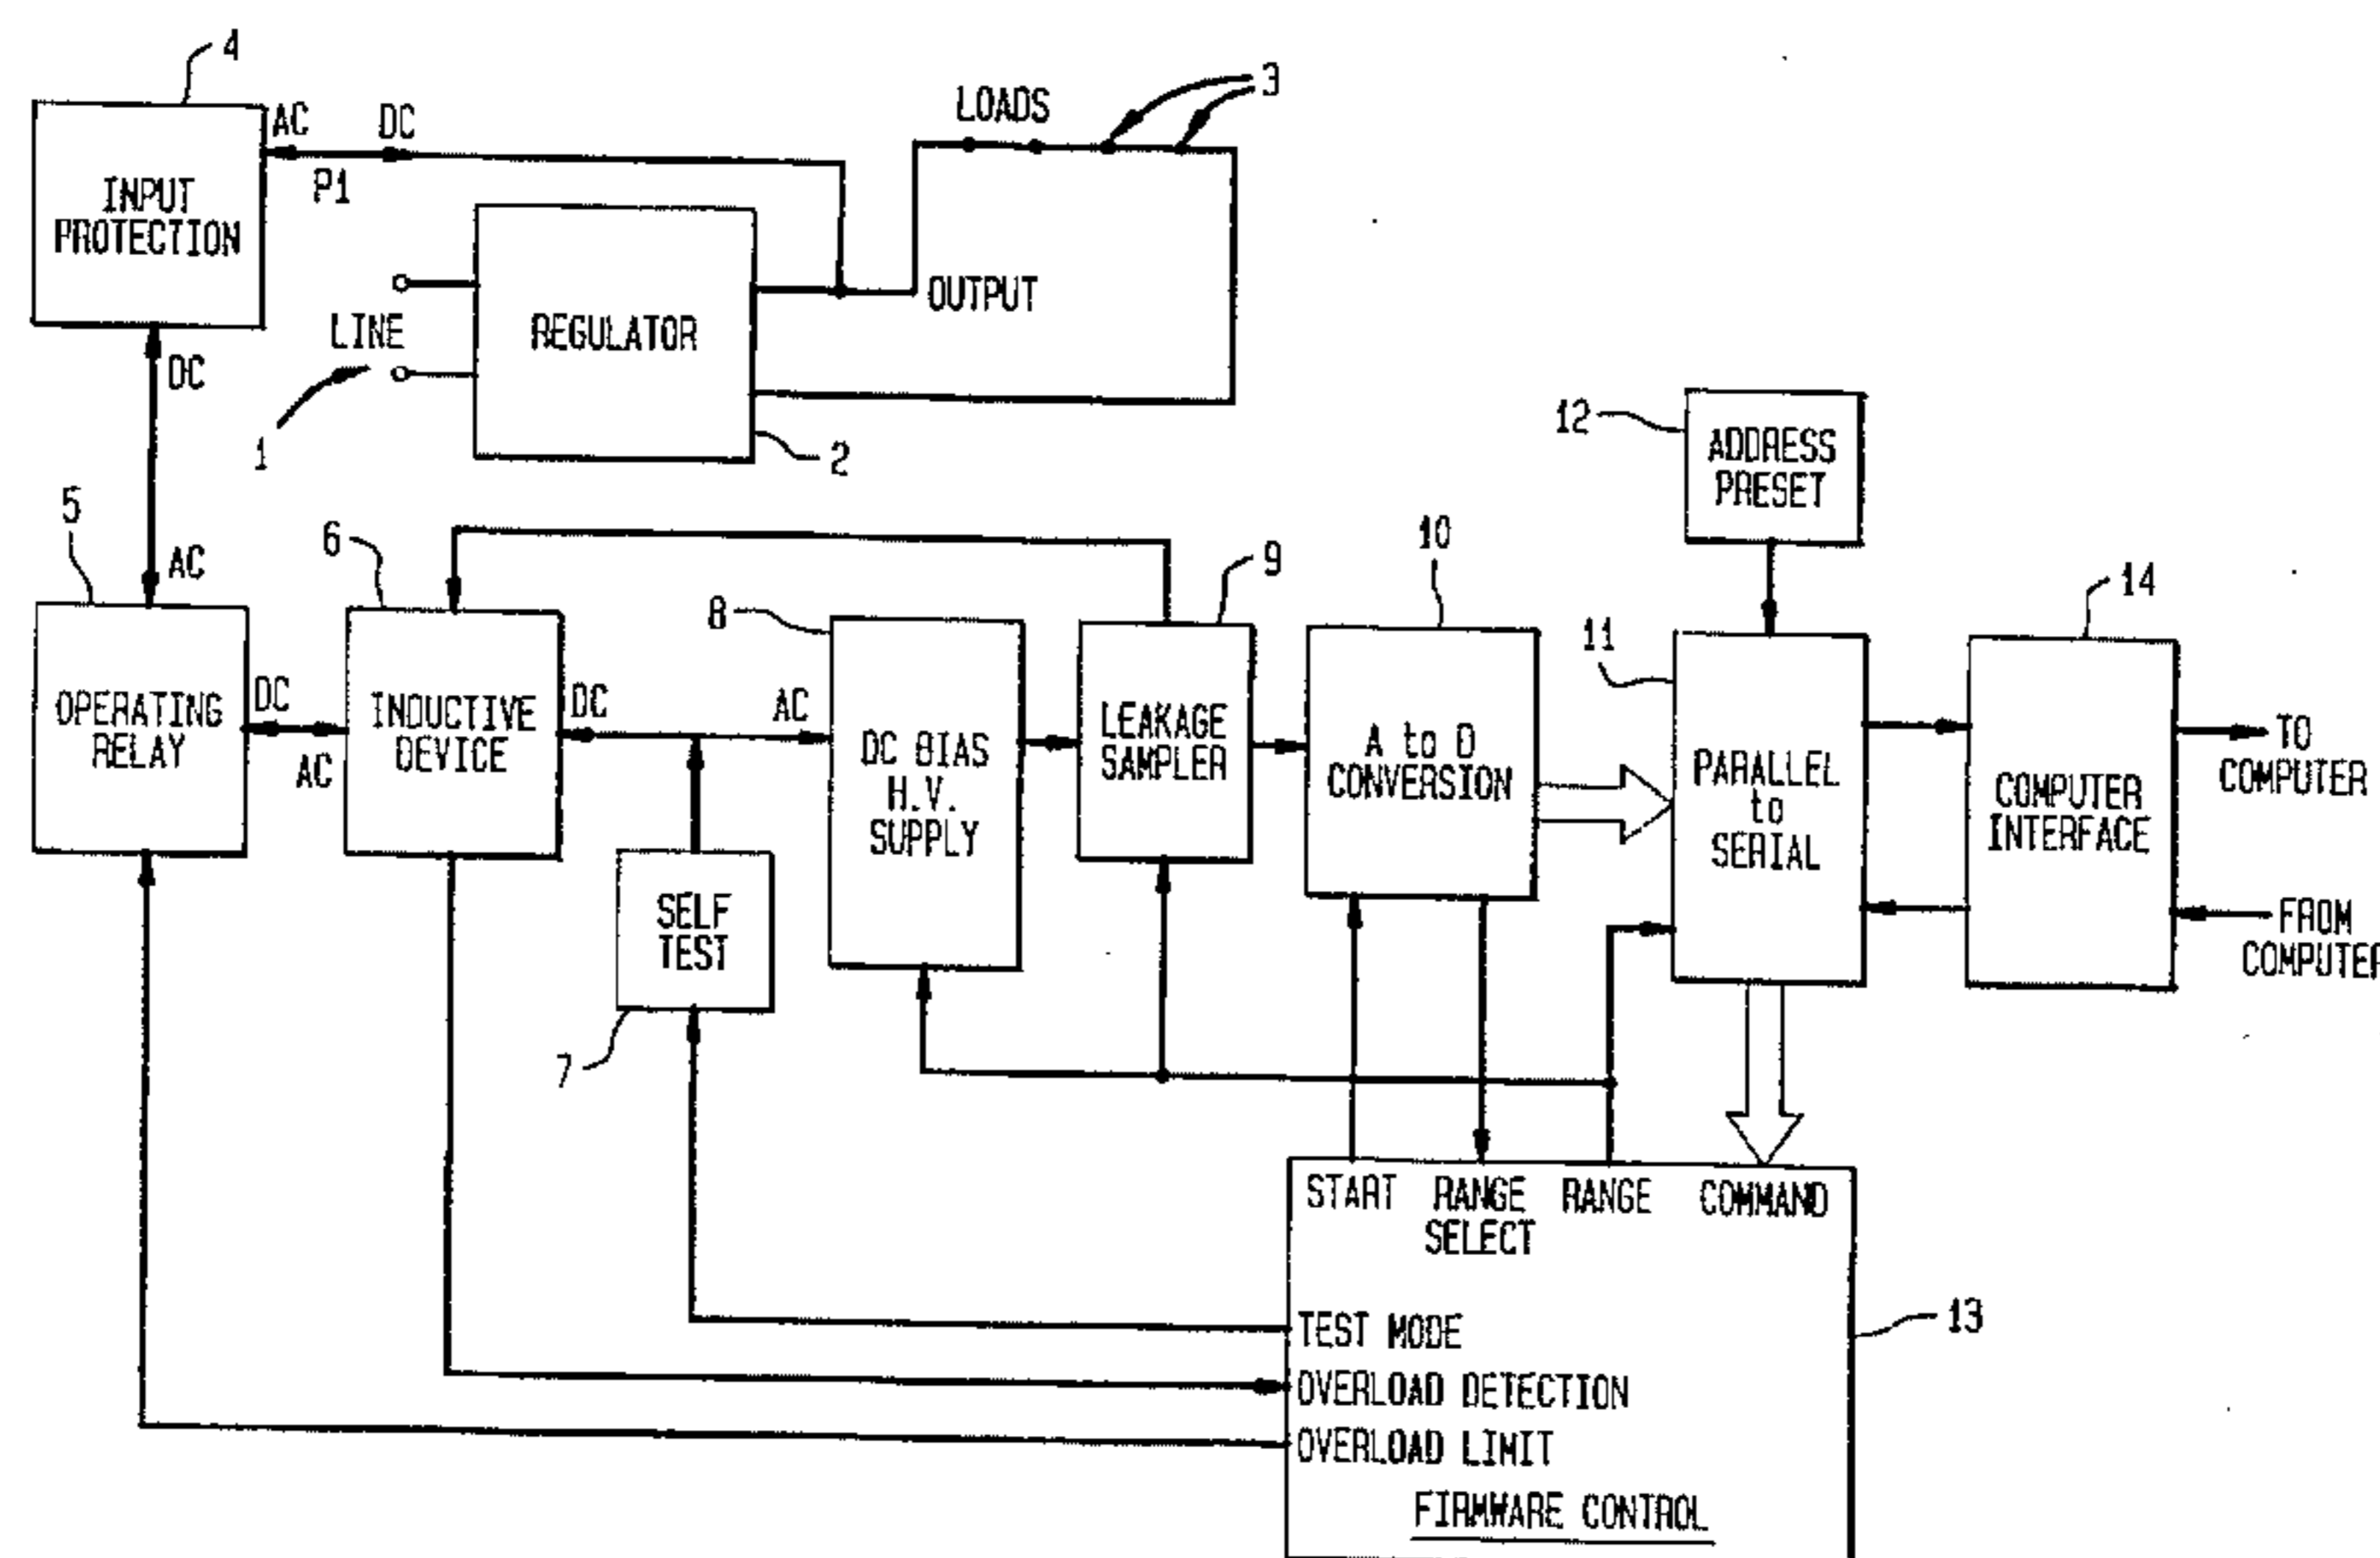 4
3
LOADS
AC
DC
P1
INPUT
PROTECTION
OUTPUT
LINE
REGULATOR
DC
1
2
12
ADDRESS
PRESET
5
6
AC
8
9
10
14
11
OPERATING
RELAY
DC
AC
INDUCTIVE
DEVICE
DC
AC
DC BIAS
H.V.
SUPPLY
LEAKAGE
SAMPLER
A to D
CONVERSION
PARALLEL
to
SERIAL
COMPUTER
INTERFACE
TO
COMPUTER
FROM
COMPUTER
SELF
TEST
7
START
RANGE
SELECT
RANGE
COMMAND
13
TEST MODE
OVERLOAD DETECTION
OVERLOAD LIMIT
FIRMWARE CONTROL